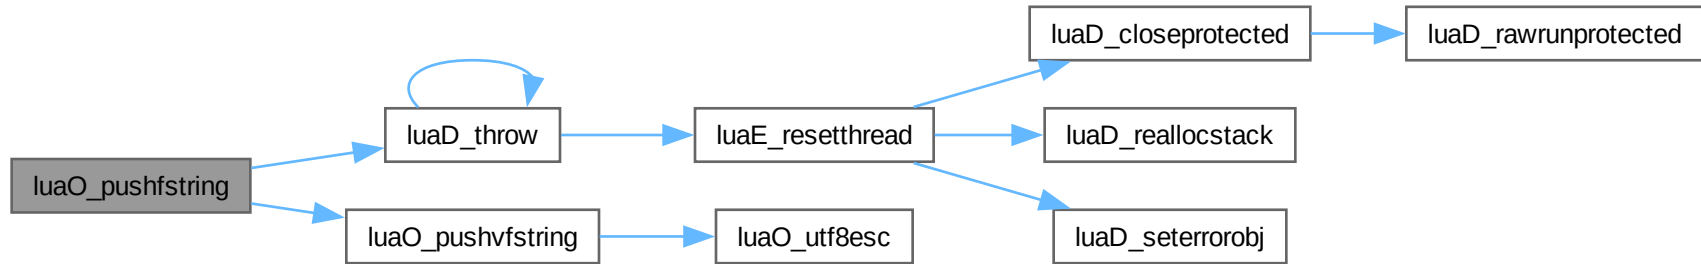 luaO_pushfstring
luaD_throw
luaE_resetthread
luaD_closeprotected
luaD_rawrunprotected
luaD_reallocstack
luaD_seterrorobj
luaO_pushvfstring
luaO_utf8esc